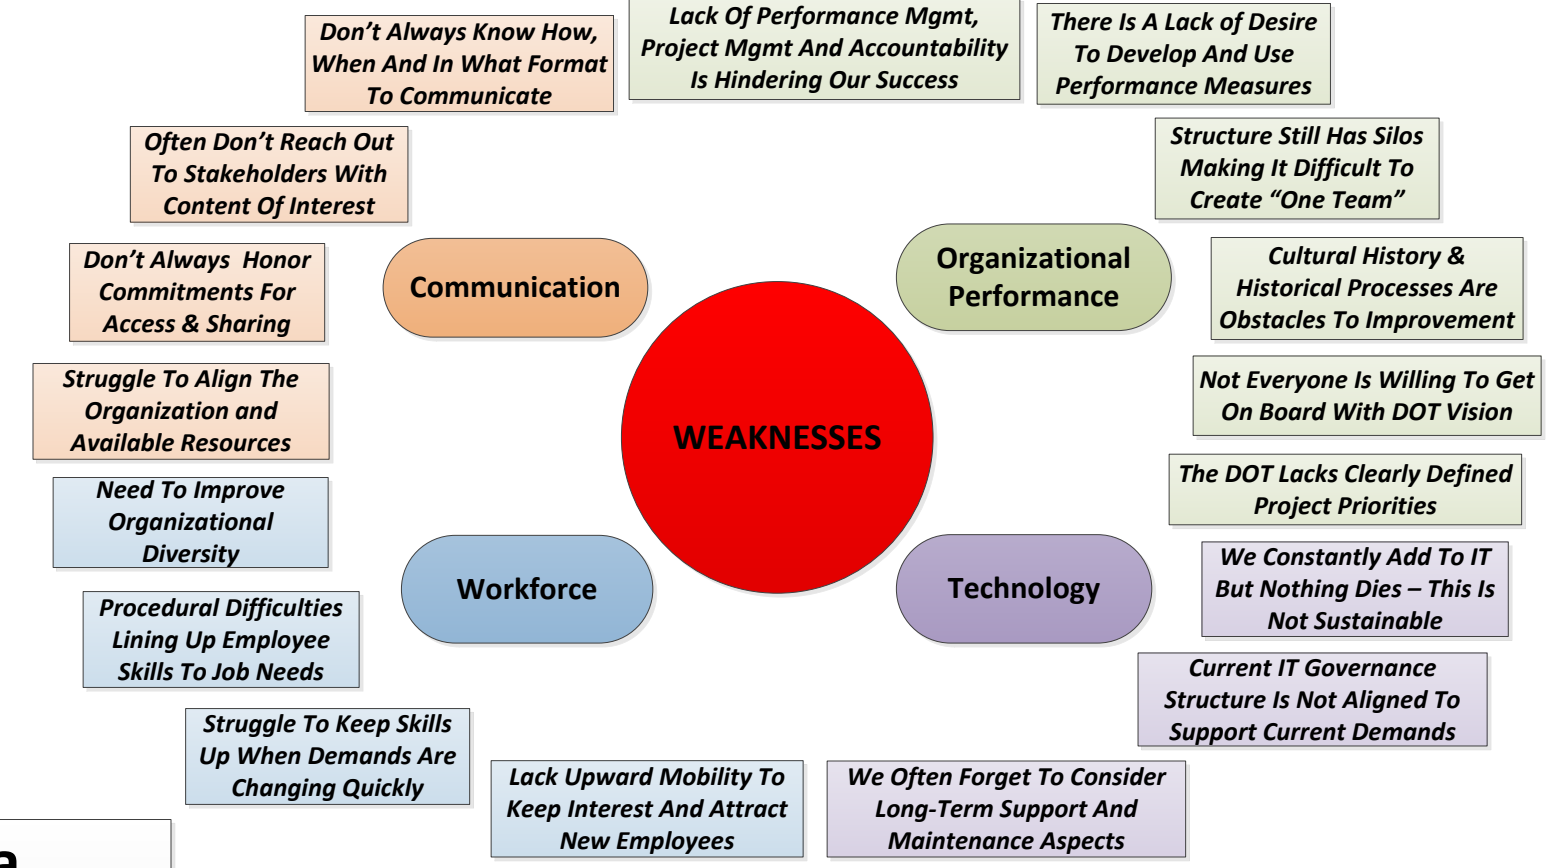 Don’t Always Know How,
When And In What Format
To Communicate
Lack Of Performance Mgmt,
Project Mgmt And Accountability
Is Hindering Our Success
There Is A Lack of Desire
To Develop And Use
Performance Measures
Often Don’t Reach Out
To Stakeholders With
Content Of Interest
Structure Still Has Silos
Making It Difficult To
Create “One Team”
Don’t Always  Honor
Commitments For
Access & Sharing
Communication
Organizational
Performance
Cultural History &
Historical Processes Are
Obstacles To Improvement
Struggle To Align The
Organization and
Available Resources
WEAKNESSES
Not Everyone Is Willing To Get
On Board With DOT Vision
Need To Improve
Organizational
Diversity
The DOT Lacks Clearly Defined
Project Priorities
Workforce
Technology
We Constantly Add To IT
But Nothing Dies – This Is
Not Sustainable
Procedural Difficulties
Lining Up Employee
Skills To Job Needs
Current IT Governance
Structure Is Not Aligned To
Support Current Demands
Struggle To Keep Skills
Up When Demands Are
Changing Quickly
Lack Upward Mobility To
Keep Interest And Attract
New Employees
We Often Forget To Consider
Long-Term Support And
Maintenance Aspects